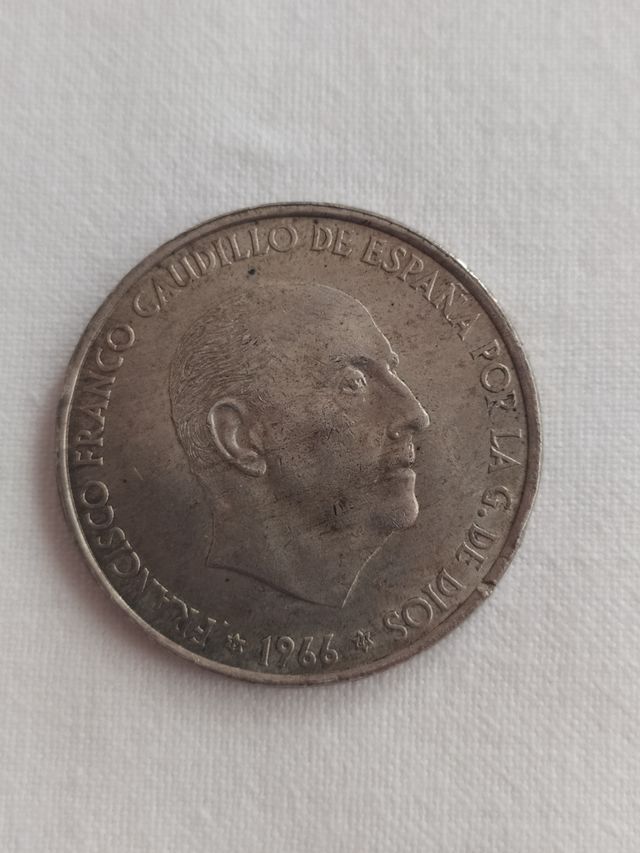 FRANCISCO FRANCO CAUDILLO DE ESPAÑA POR LA G. DE DIOS
* 1966 *